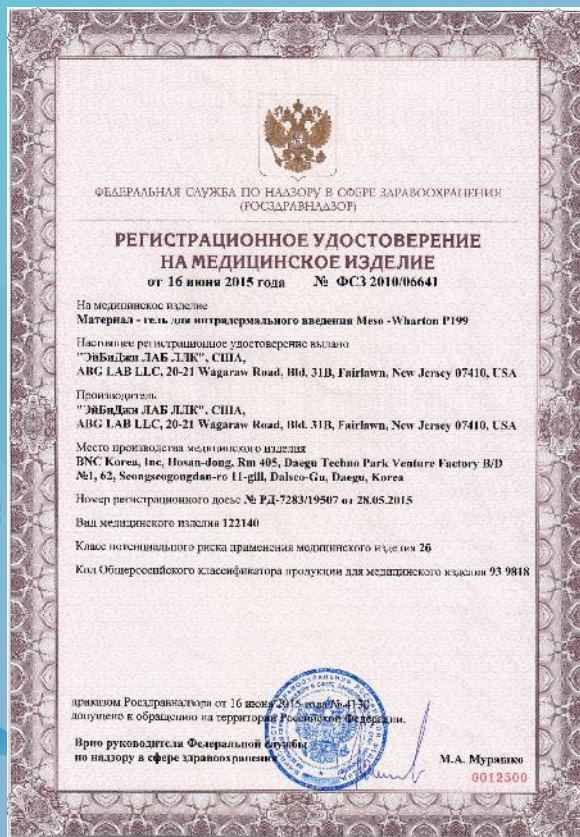 ФЕДЕРАЛЬНАЯ СЛУЖБА ПО НАДЗОРУ В СФЕРЕ ЗДРАВООХРАНЕНИЯ
(РОСЗДРАВНАДЗОР)
РЕГИСТРАЦИОННОЕ УДОСТОВЕРЕНИЕ
НА МЕДИЦИНСКОЕ ИЗДЕЛИЕ
от 16 июня 2015 года № ФСЗ 2010/06641
На медицинское изделие
Материал - гель для интрадермального введения Meso -Wharton P199
Настоящее регистрационное удостоверение выдано
"ЭйБиДжи ЛАБ ЛЛК", США,
ABG LAB LLC, 20-21 Wagaraw Road, Bld. 31B, Fairlawn, New Jersey 07410, USA
Производитель
"ЭйБиДжи ЛАБ ЛЛК", США,
ABG LAB LLC, 20-21 Wagaraw Road, Bld. 31B, Fairlawn, New Jersey 07410, USA
Место производства медицинского изделия
BNC Korea, Inc, Hosan-dong, Rm 405, Daegu Techno Park Venture Factory B/D
№1, 62, Seongseogongdan-ro 11-gill, Dalseo-Gu, Daegu, Korea
Номер регистрационного досье № РД-7283/19507 от 28.05.2015
Вид медицинского изделия 122140
Класс потенциального риска применения медицинского изделия 2б
Код Общероссийского классификатора продукции для медицинского изделия 93 9818
приказом Росздравнадзора от 16 июня 2015 года № 4130
допущено к обращению на территории Российской Федерации.
Врио руководителя Федеральной службы
по надзору в сфере здравоохранения
М.А. Мурашко
0012500